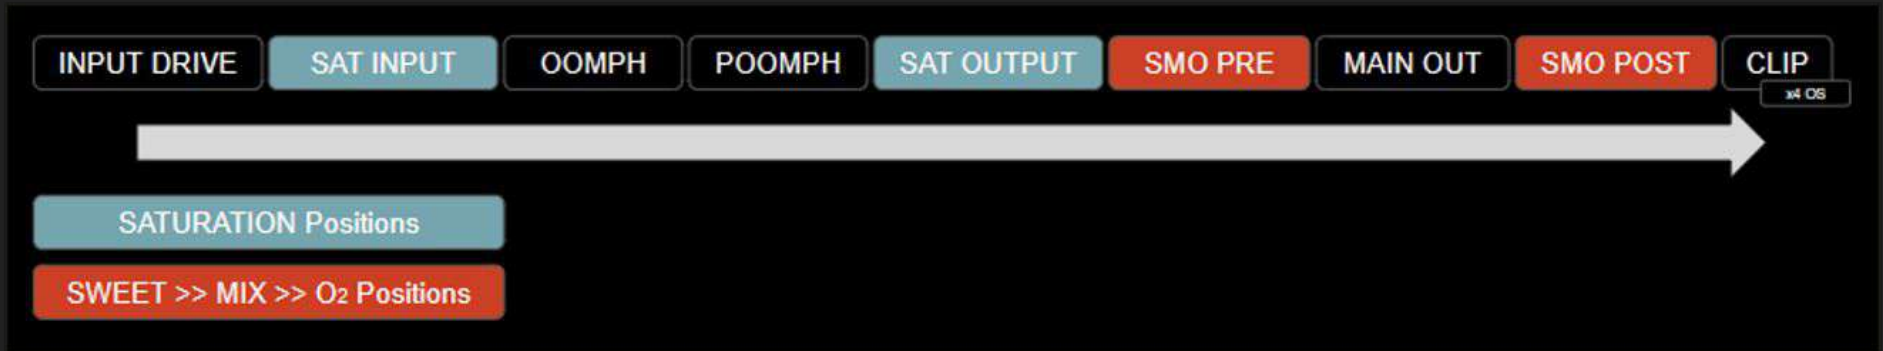 INPUT DRIVE SAT INPUT OOMPH POOMPH SAT OUTPUT SMO PRE MAIN OUT SMO POST CLIP
x4 OS
SATURATION Positions
SWEET >> MIX >> O2 Positions